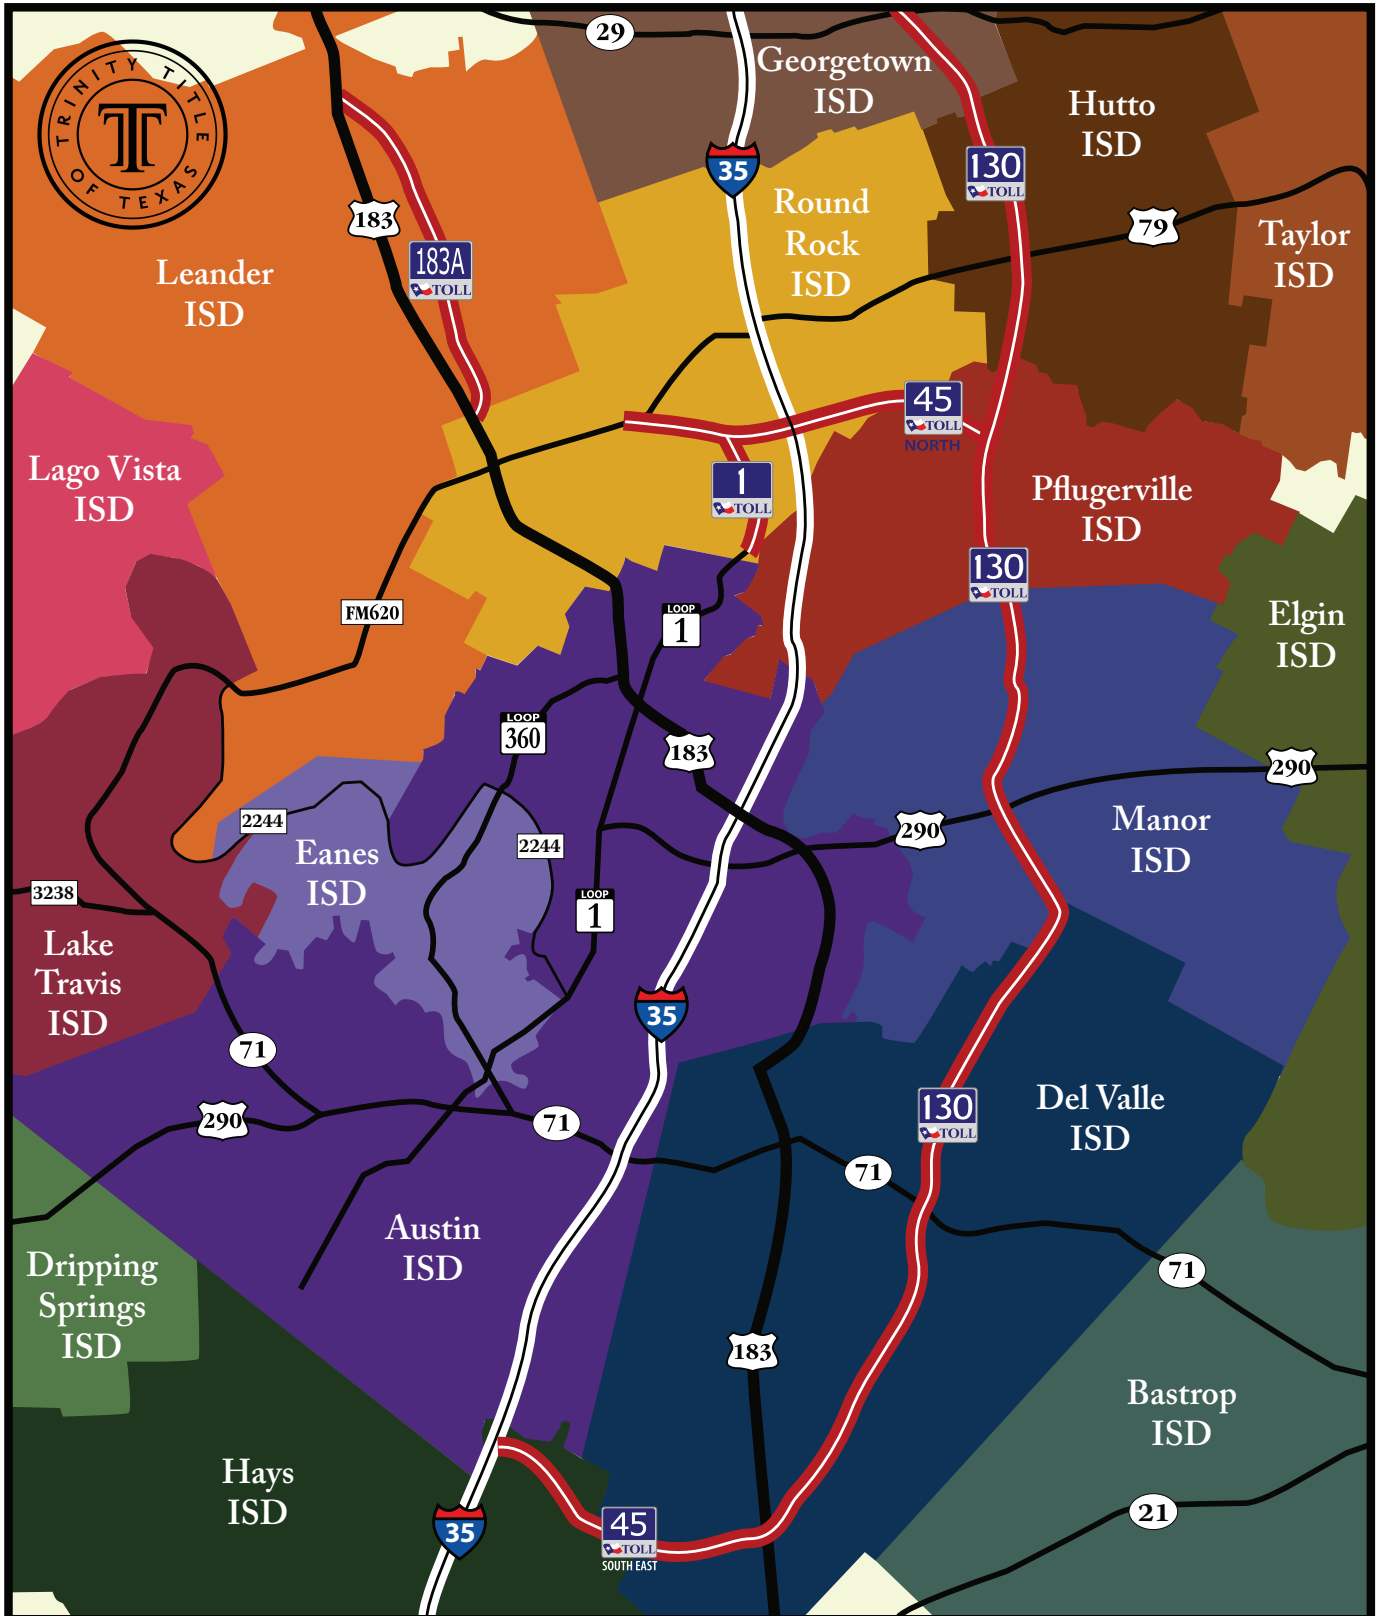 29
TRINITY TITLE
OF TEXAS
T
Georgetown
ISD
Hutto
ISD
35
130
TOLL
183
Round
Rock
ISD
79
Taylor
ISD
183A
TOLL
Leander
ISD
45
TOLL
NORTH
Lago Vista
ISD
1
TOLL
Pflugerville
ISD
130
TOLL
FM620
LOOP
1
Elgin
ISD
LOOP
360
183
290
2244
290
Manor
ISD
Eanes
ISD
2244
3238
LOOP
1
Lake
Travis
ISD
35
71
290
71
130
TOLL
Del Valle
ISD
71
Austin
ISD
Dripping
Springs
ISD
71
183
Bastrop
ISD
Hays
ISD
21
35
45
TOLL
SOUTH EAST